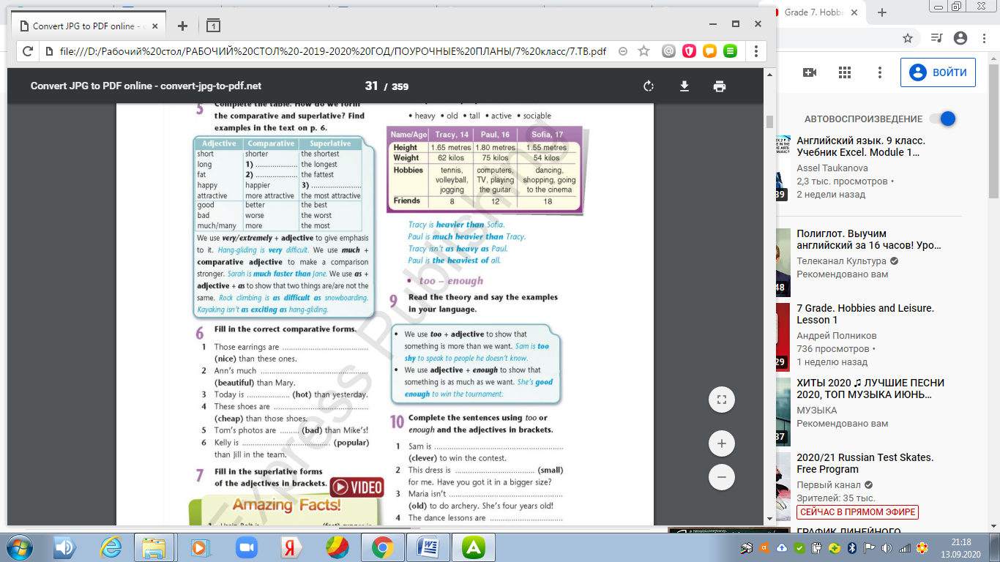 Convert JPG to PDF online - c
1
Grade 7. Hobbi
file:///D:/Рабочий%20стол/РАБОЧИЙ%20СТОЛ%20-2019-2020%20ГОД/ПОУРОЧНЫЕ%20ПЛАНЫ/7%20класс/7.ТВ.pdf
Convert JPG to PDF online - convert-jpg-to-pdf.net
31 / 359
5 Complete the table. How do we form
the comparative and superlative? Find
examples in the text on p. 6.
Adjective Comparative Superlative
short shorter the shortest
long 1) .................... the longest
fat 2) .................... the fattest
happy happier 3) ........................
attractive more attractive the most attractive
good better the best
bad worse the worst
much/many more the most
We use very/extremely + adjective to give emphasis
to it. Hang-gliding is very difficult. We use much +
comparative adjective to make a comparison
stronger. Sarah is much faster than Jane. We use as +
adjective + as to show that two things are/are not the
same. Rock climbing is as difficult as snowboarding.
Kayaking isn't as exciting as hang-gliding.
6 Fill in the correct comparative forms.
1 Those earrings are ........................................
(nice) than these ones.
2 Ann's much ..................................................
(beautiful) than Mary.
3 Today is .................... (hot) than yesterday.
4 These shoes are ............................................
(cheap) than those shoes.
5 Tom's photos are ......... (bad) than Mike's!
6 Kelly is .......................................... (popular)
than Jill in the team.
7 Fill in the superlative forms
of the adjectives in brackets.
VIDEO
Amazing Facts!
• heavy • old • tall • active • sociable
Name/Age Tracy, 14 Paul, 16 Sofia, 17
Height 1.65 metres 1.80 metres 1.55 metres
Weight 62 kilos 75 kilos 54 kilos
Hobbies tennis, computers, dancing,
volleyball, TV, playing shopping, going
jogging the guitar to the cinema
Friends 8 12 18
Tracy is heavier than Sofia.
Paul is much heavier than Tracy.
Tracy isn't as heavy as Paul.
Paul is the heaviest of all.
• too – enough
9 Read the theory and say the examples
in your language.
• We use too + adjective to show that
something is more than we want. Sam is too
shy to speak to people he doesn't know.
• We use adjective + enough to show that
something is as much as we want. She's good
enough to win the tournament.
10 Complete the sentences using too or
enough and the adjectives in brackets.
1 Sam is ............................................................
(clever) to win the contest.
2 This dress is .................................... (small)
for me. Have you got it in a bigger size?
3 Maria isn't ....................................................
(old) to do archery. She's four years old!
4 The dance lessons are ..................................
Express Publishing
ВОЙТИ
АВТОВОСПРОИЗВЕДЕНИЕ
Английский язык. 9 класс.
Учебник Excel. Module 1…
Assel Taukanova
2,3 тыс. просмотров •
2 недели назад
Полиглот. Выучим
английский за 16 часов! Уро…
Телеканал Культура
Рекомендовано вам
7 Grade. Hobbies and Leisure.
Lesson 1
Андрей Полников
736 просмотров •
1 неделю назад
ХИТЫ 2020 ♫ ЛУЧШИЕ ПЕСНИ
2020, ТОП МУЗЫКА ИЮНЬ…
МУЗЫКА
Рекомендовано вам
2020/21 Russian Test Skates.
Free Program
Первый канал
Зрителей: 35 тыс.
СЕЙЧАС В ПРЯМОМ ЭФИРЕ
ГРАФИК ЛИНЕЙНОГО
21:18
13.09.2020